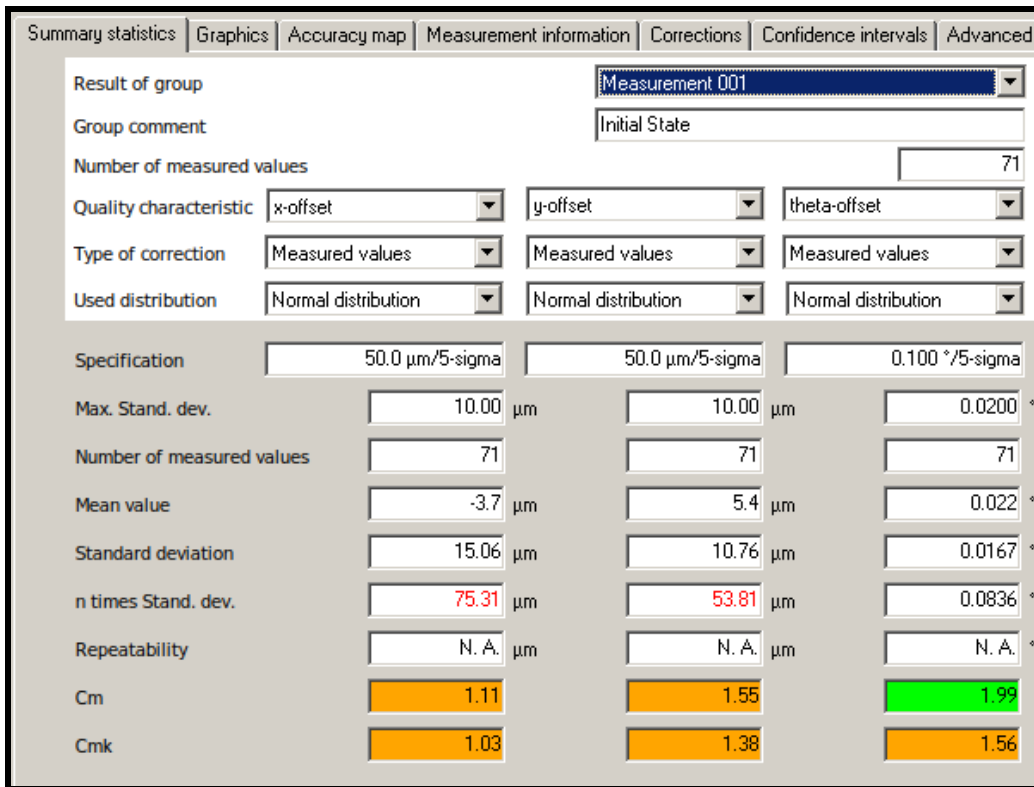 Summary statistics Graphics Accuracy map Measurement information Corrections Confidence intervals Advanced
Result of group Measurement 001
Group comment Initial State
Number of measured values 71
Quality characteristic x-offset y-offset theta-offset
Type of correction Measured values Measured values Measured values
Used distribution Normal distribution Normal distribution Normal distribution
Specification 50.0 µm/5-sigma 50.0 µm/5-sigma 0.100 °/5-sigma
Max. Stand. dev. 10.00 µm 10.00 µm 0.0200 °
Number of measured values 71 71 71
Mean value -3.7 µm 5.4 µm 0.022 °
Standard deviation 15.06 µm 10.76 µm 0.0167 °
n times Stand. dev. 75.31 µm 53.81 µm 0.0836 °
Repeatability N. A. µm N. A. µm N. A. °
Cm 1.11 1.55 1.99
Cmk 1.03 1.38 1.56